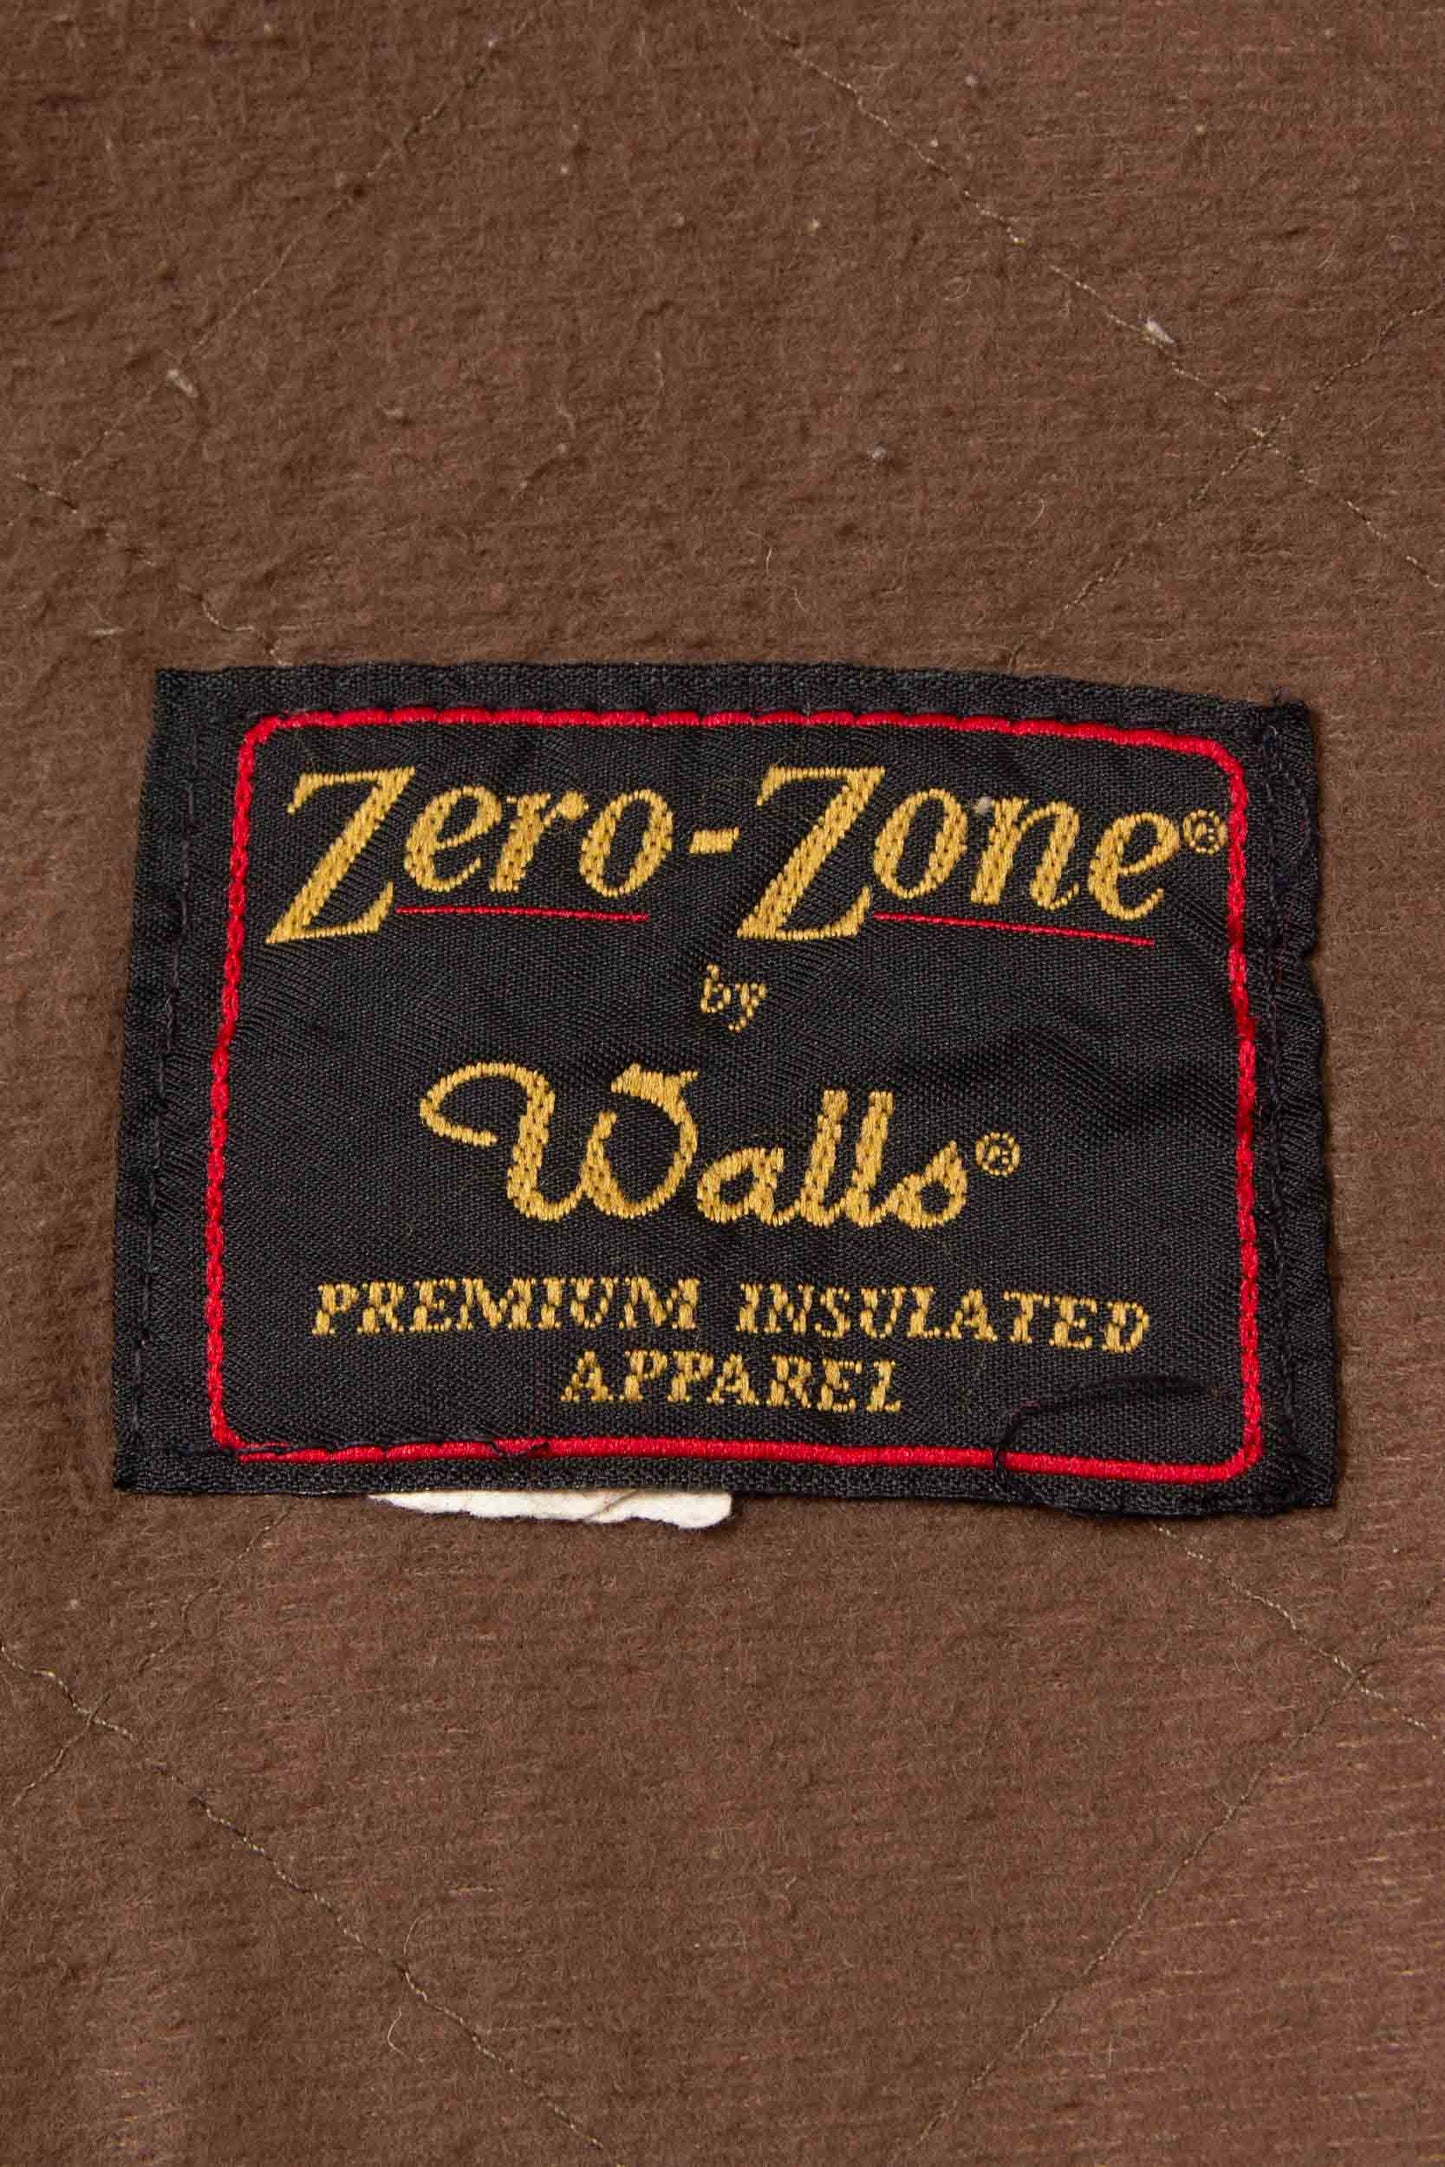 Zero-Zone®
by
Walls®
PREMIUM INSULATED
APPAREL